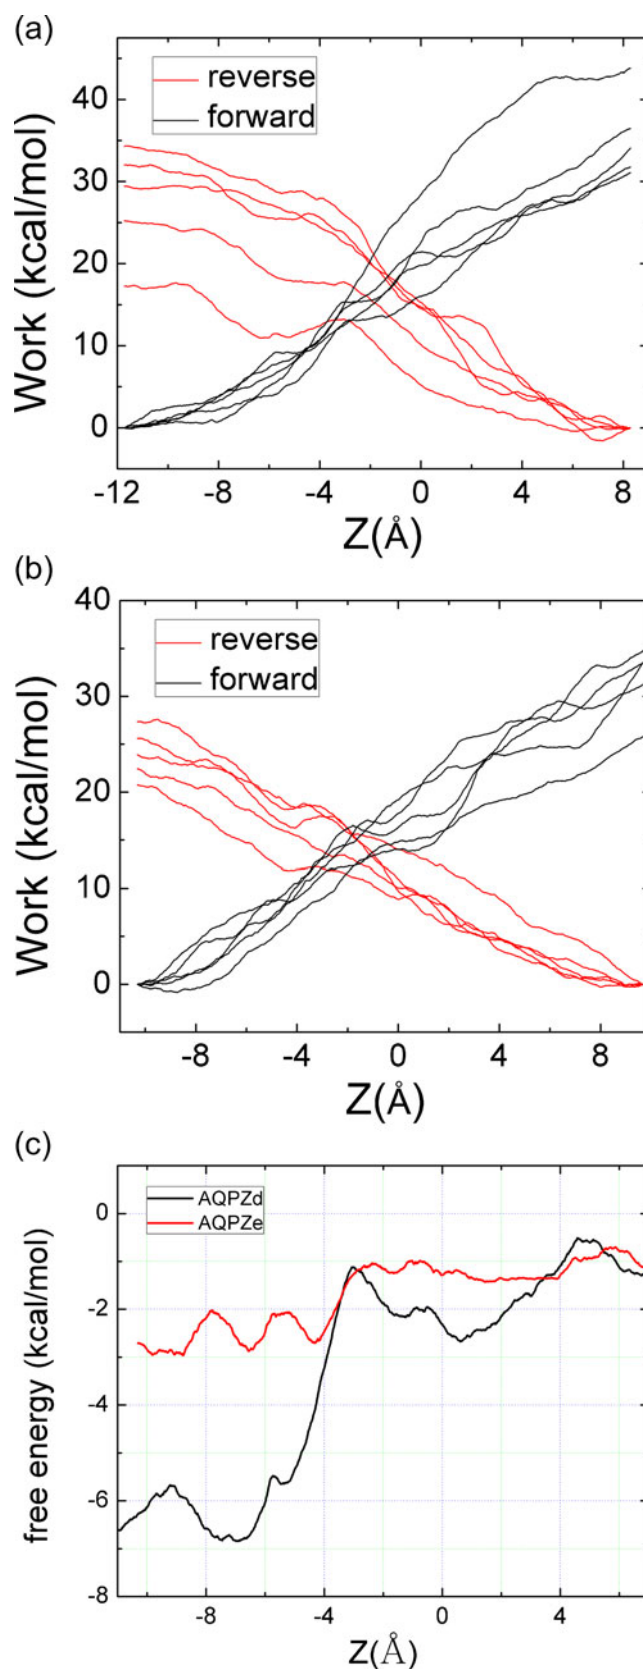 (a)
reverse
forward
Work (kcal/mol)
40
30
20
10
0
-12 -8 -4 0 4 8
Z(Å)
(b)
reverse
forward
Work (kcal/mol)
40
30
20
10
0
-8 -4 0 4 8
Z(Å)
(c)
AQPZd
AQPZe
free energy (kcal/mol)
0
-2
-4
-6
-8
-8 -4 0 4
Z(Å)